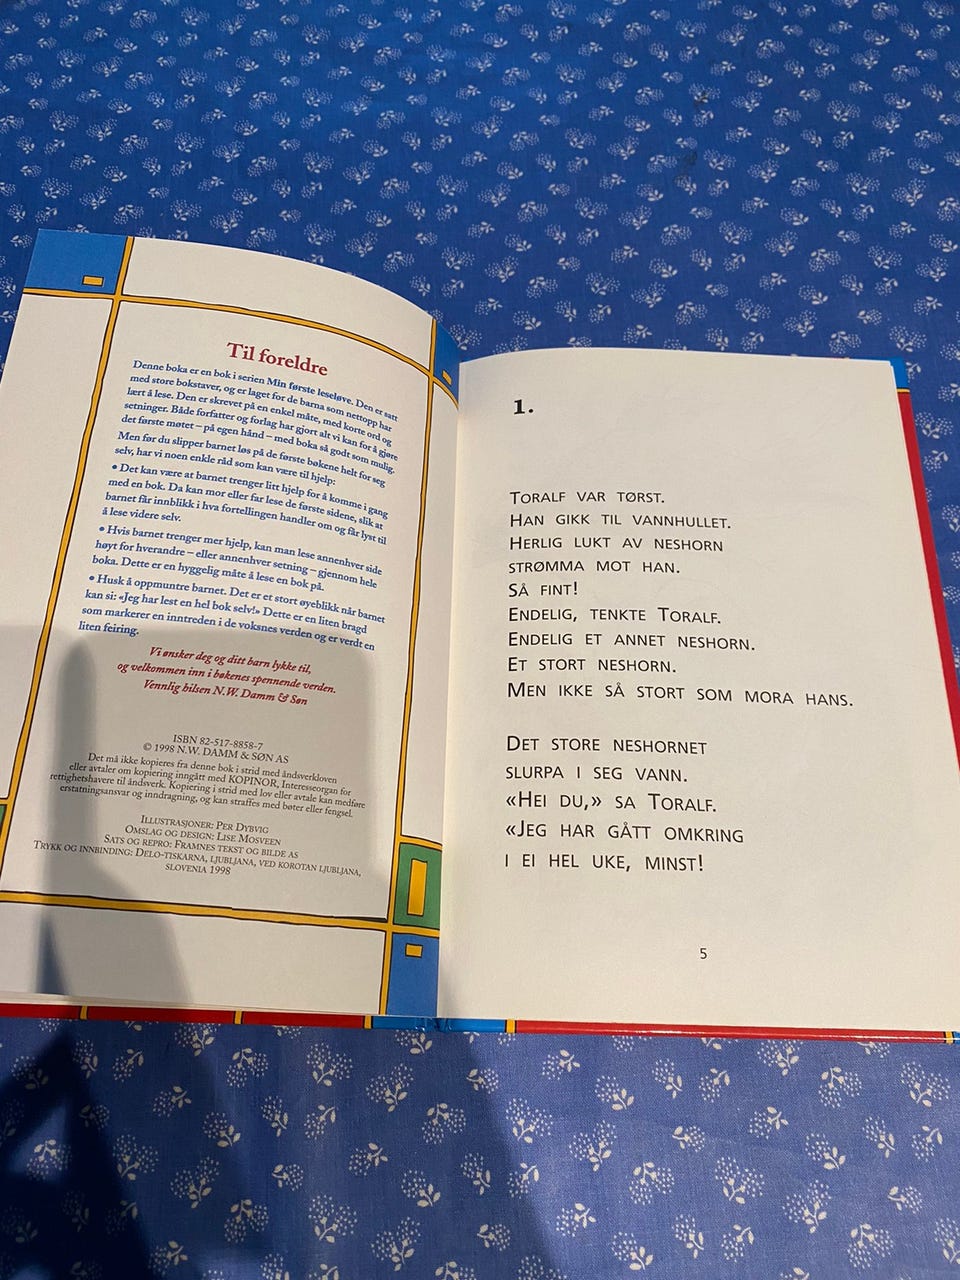 Til foreldre
Denne boka er en bok i serien Min første leseløve. Den er satt
med store bokstaver, og er laget for de barna som nettopp har
lært å lese. Den er skrevet på en enkel måte, med korte ord og
setninger. Både forfatter og forlag har gjort alt vi kan for å gjøre
det første møtet – på egen hånd – med boka så godt som mulig.
Men før du slipper barnet løs på de første bøkene helt for seg
selv, har vi noen enkle råd som kan være til hjelp:
• Det kan være at barnet trenger litt hjelp for å komme i gang
med en bok. Da kan mor eller far lese de første sidene, slik at
barnet får innblikk i hva fortellingen handler om og får lyst til
å lese videre selv.
• Hvis barnet trenger mer hjelp, kan man lese annenhver side
høyt for hverandre – eller annenhver setning – gjennom hele
boka. Dette er en hyggelig måte å lese en bok på.
• Husk å oppmuntre barnet. Det er et stort øyeblikk når barnet
kan si: «Jeg har lest en hel bok selv!» Dette er en liten bragd
som markerer en inntreden i de voksnes verden og er verdt en
liten feiring.
Vi ønsker deg og ditt barn lykke til,
og velkommen inn i bøkenes spennende verden.
Vennlig hilsen N.W. Damm & Søn
ISBN 82-517-8858-7
© 1998 N.W. DAMM & SØN AS
Det må ikke kopieres fra denne bok i strid med åndsverkloven
eller avtaler om kopiering inngått med KOPINOR, Interesseorgan for
rettighetshavere til åndsverk. Kopiering i strid med lov eller avtale kan medføre
erstatningsansvar og inndragning, og kan straffes med bøter eller fengsel.
ILLUSTRASJONER: PER DYBVIG
OMSLAG OG DESIGN: LISE MOSVEEN
SATS OG REPRO: FRAMNES TEKST OG BILDE AS
TRYKK OG INNBINDING: DELO-TISKARNA, LJUBLJANA, VED KOROTAN LJUBLJANA,
SLOVENIA 1998
1.
TORALF VAR TØRST.
HAN GIKK TIL VANNHULLET.
HERLIG LUKT AV NESHORN
STRØMMA MOT HAN.
SÅ FINT!
ENDELIG, TENKTE TORALF.
ENDELIG ET ANNET NESHORN.
ET STORT NESHORN.
MEN IKKE SÅ STORT SOM MORA HANS.
DET STORE NESHORNET
SLURPA I SEG VANN.
«HEI DU,» SA TORALF.
«JEG HAR GÅTT OMKRING
I EI HEL UKE, MINST!
5